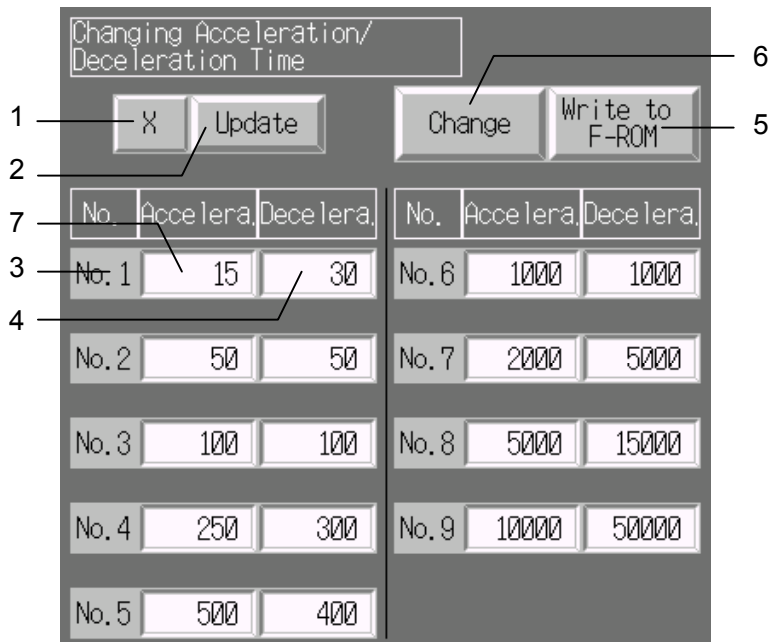 Changing Acceleration/
Deceleration Time
6
1
X
Update
Change
Write to
F-ROM
5
2
No. Accelera. Decelera. No. Accelera. Decelera.
7
3
No.1 15 30 No.6 1000 1000
4
No.2 50 50 No.7 2000 5000
No.3 100 100 No.8 5000 15000
No.4 250 300 No.9 10000 50000
No.5 500 400